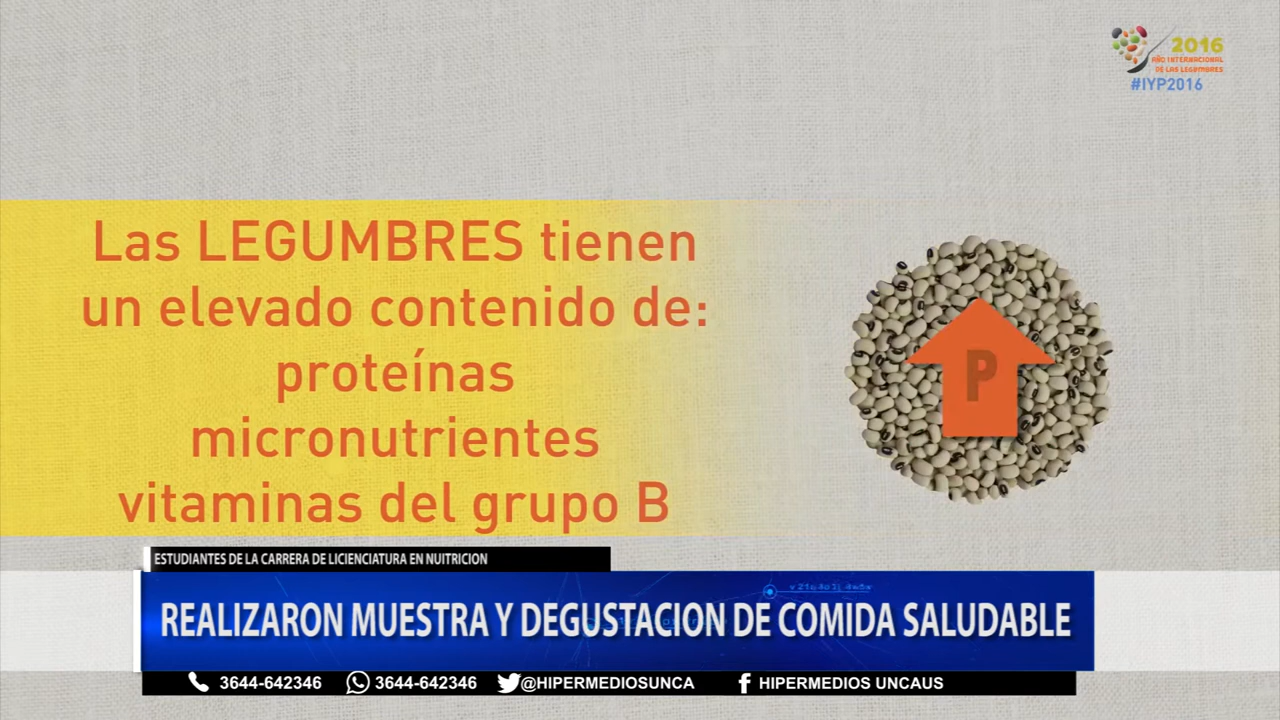 2016
AÑO INTERNACIONAL
DE LAS LEGUMBRES
#IYP2016
Las LEGUMBRES tienen
un elevado contenido de:
proteínas
micronutrientes
vitaminas del grupo B
P
ESTUDIANTES DE LA CARRERA DE LICIENCIATURA EN NUITRICION
REALIZARON MUESTRA Y DEGUSTACION DE COMIDA SALUDABLE
3644-642346 3644-642346 @HIPERMEDIOSUNCA HIPERMEDIOS UNCAUS